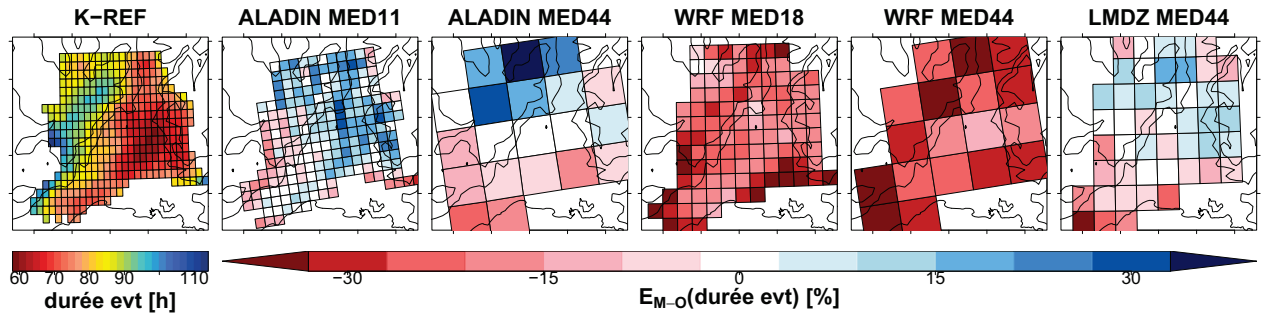 K−REF
ALADIN MED11
ALADIN MED44
WRF MED18
WRF MED44
LMDZ MED44
60 70 80 90 110
durée evt [h]
−30 −15 0 15 30
E_M−O(durée evt) [%]